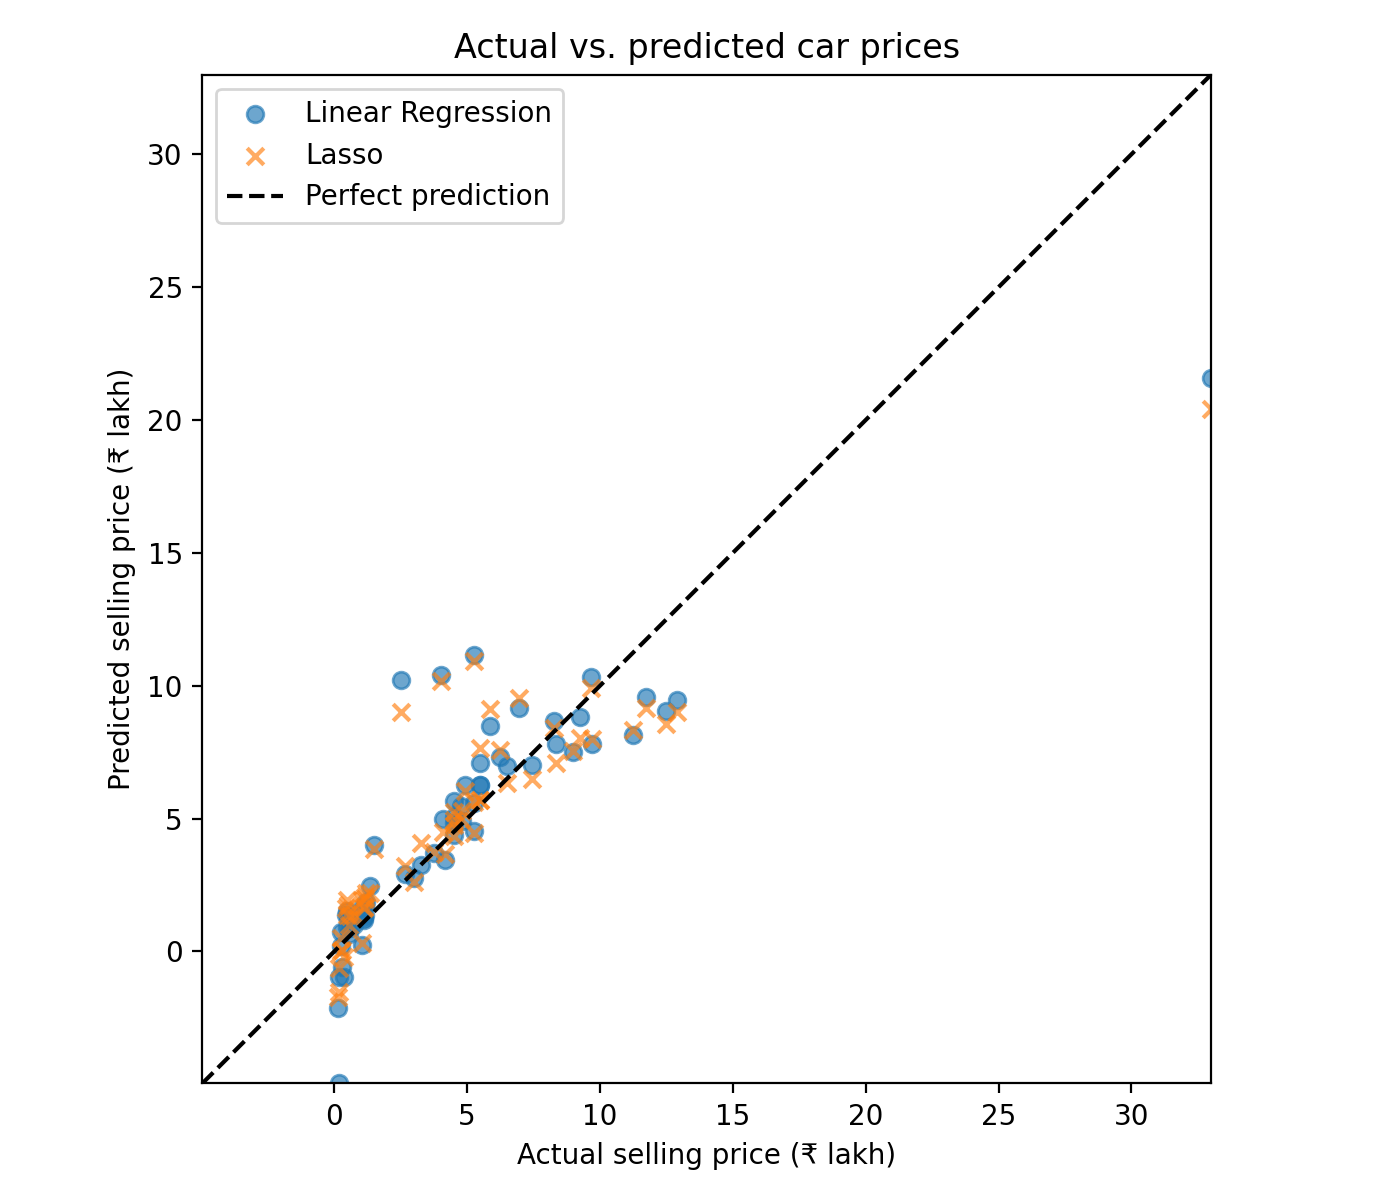 Actual vs. predicted car prices
Linear Regression
Lasso
Perfect prediction
Predicted selling price (₹ lakh)
30
25
20
15
10
5
0
0 5 10 15 20 25 30
Actual selling price (₹ lakh)